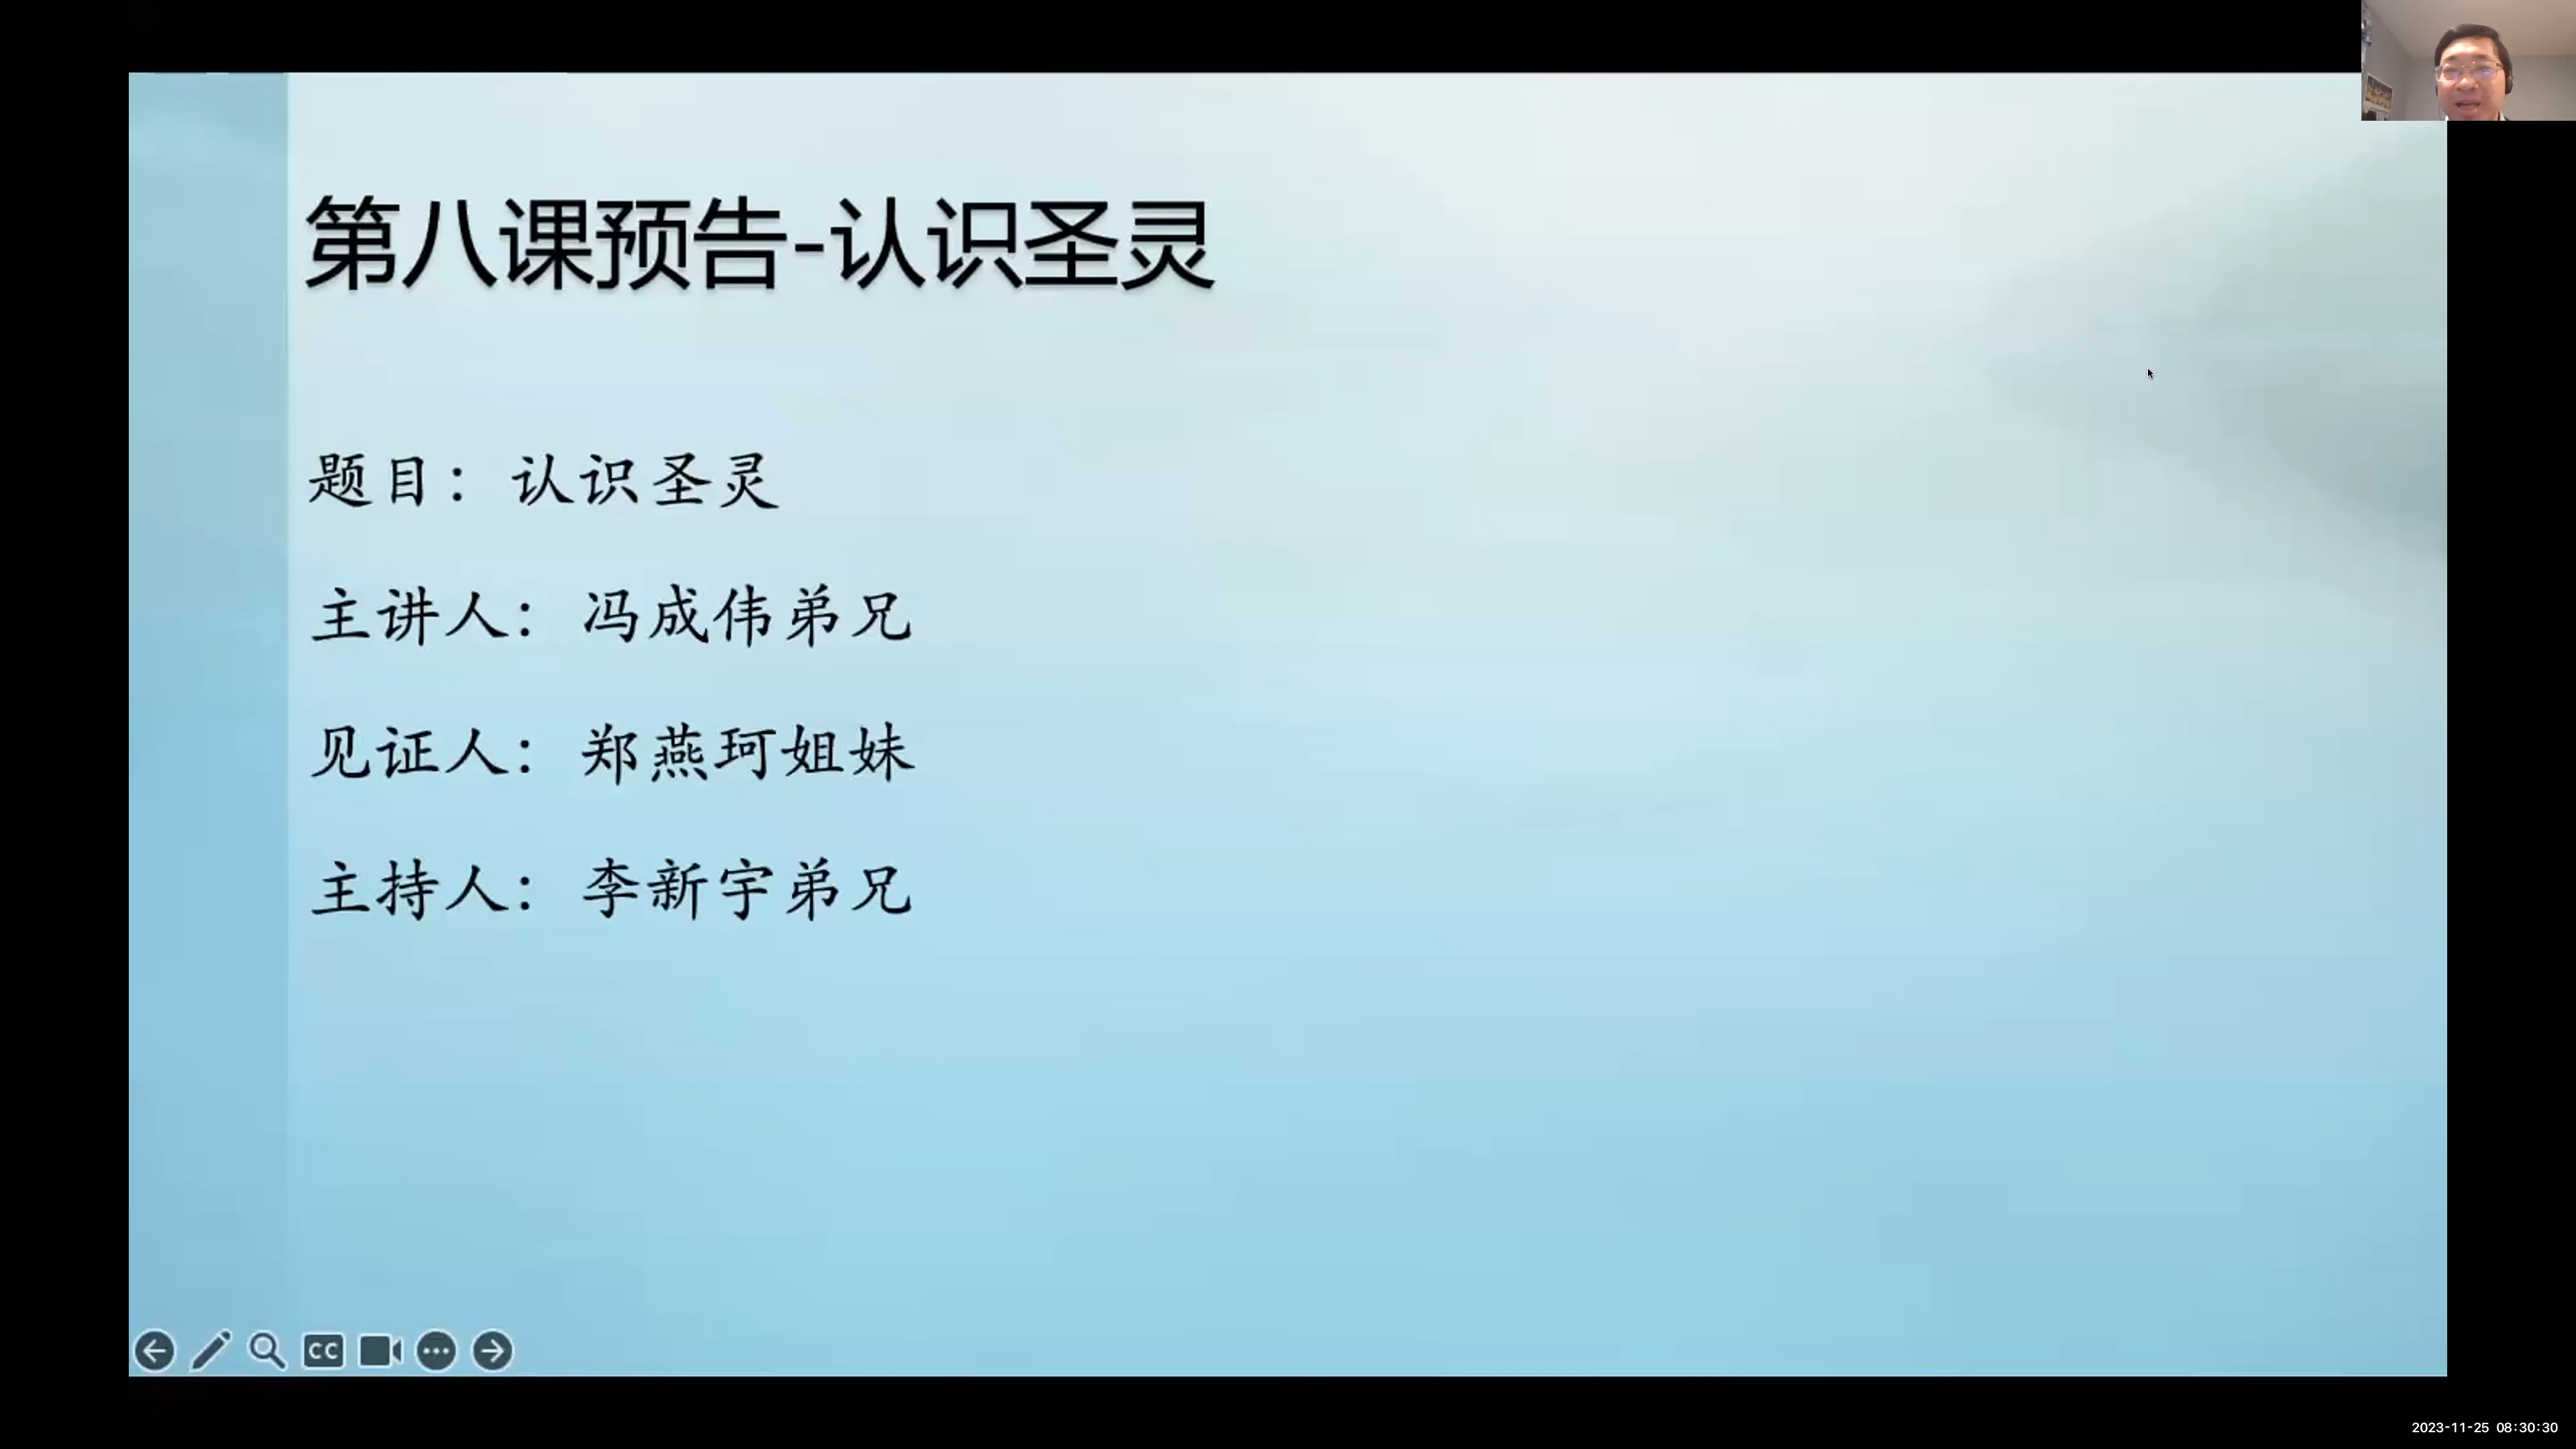 第八课预告-认识圣灵
题目：认识圣灵
主讲人：冯成伟弟兄
见证人：郑燕珂姐妹
主持人：李新宇弟兄
CC
2023-11-25 08:30:30